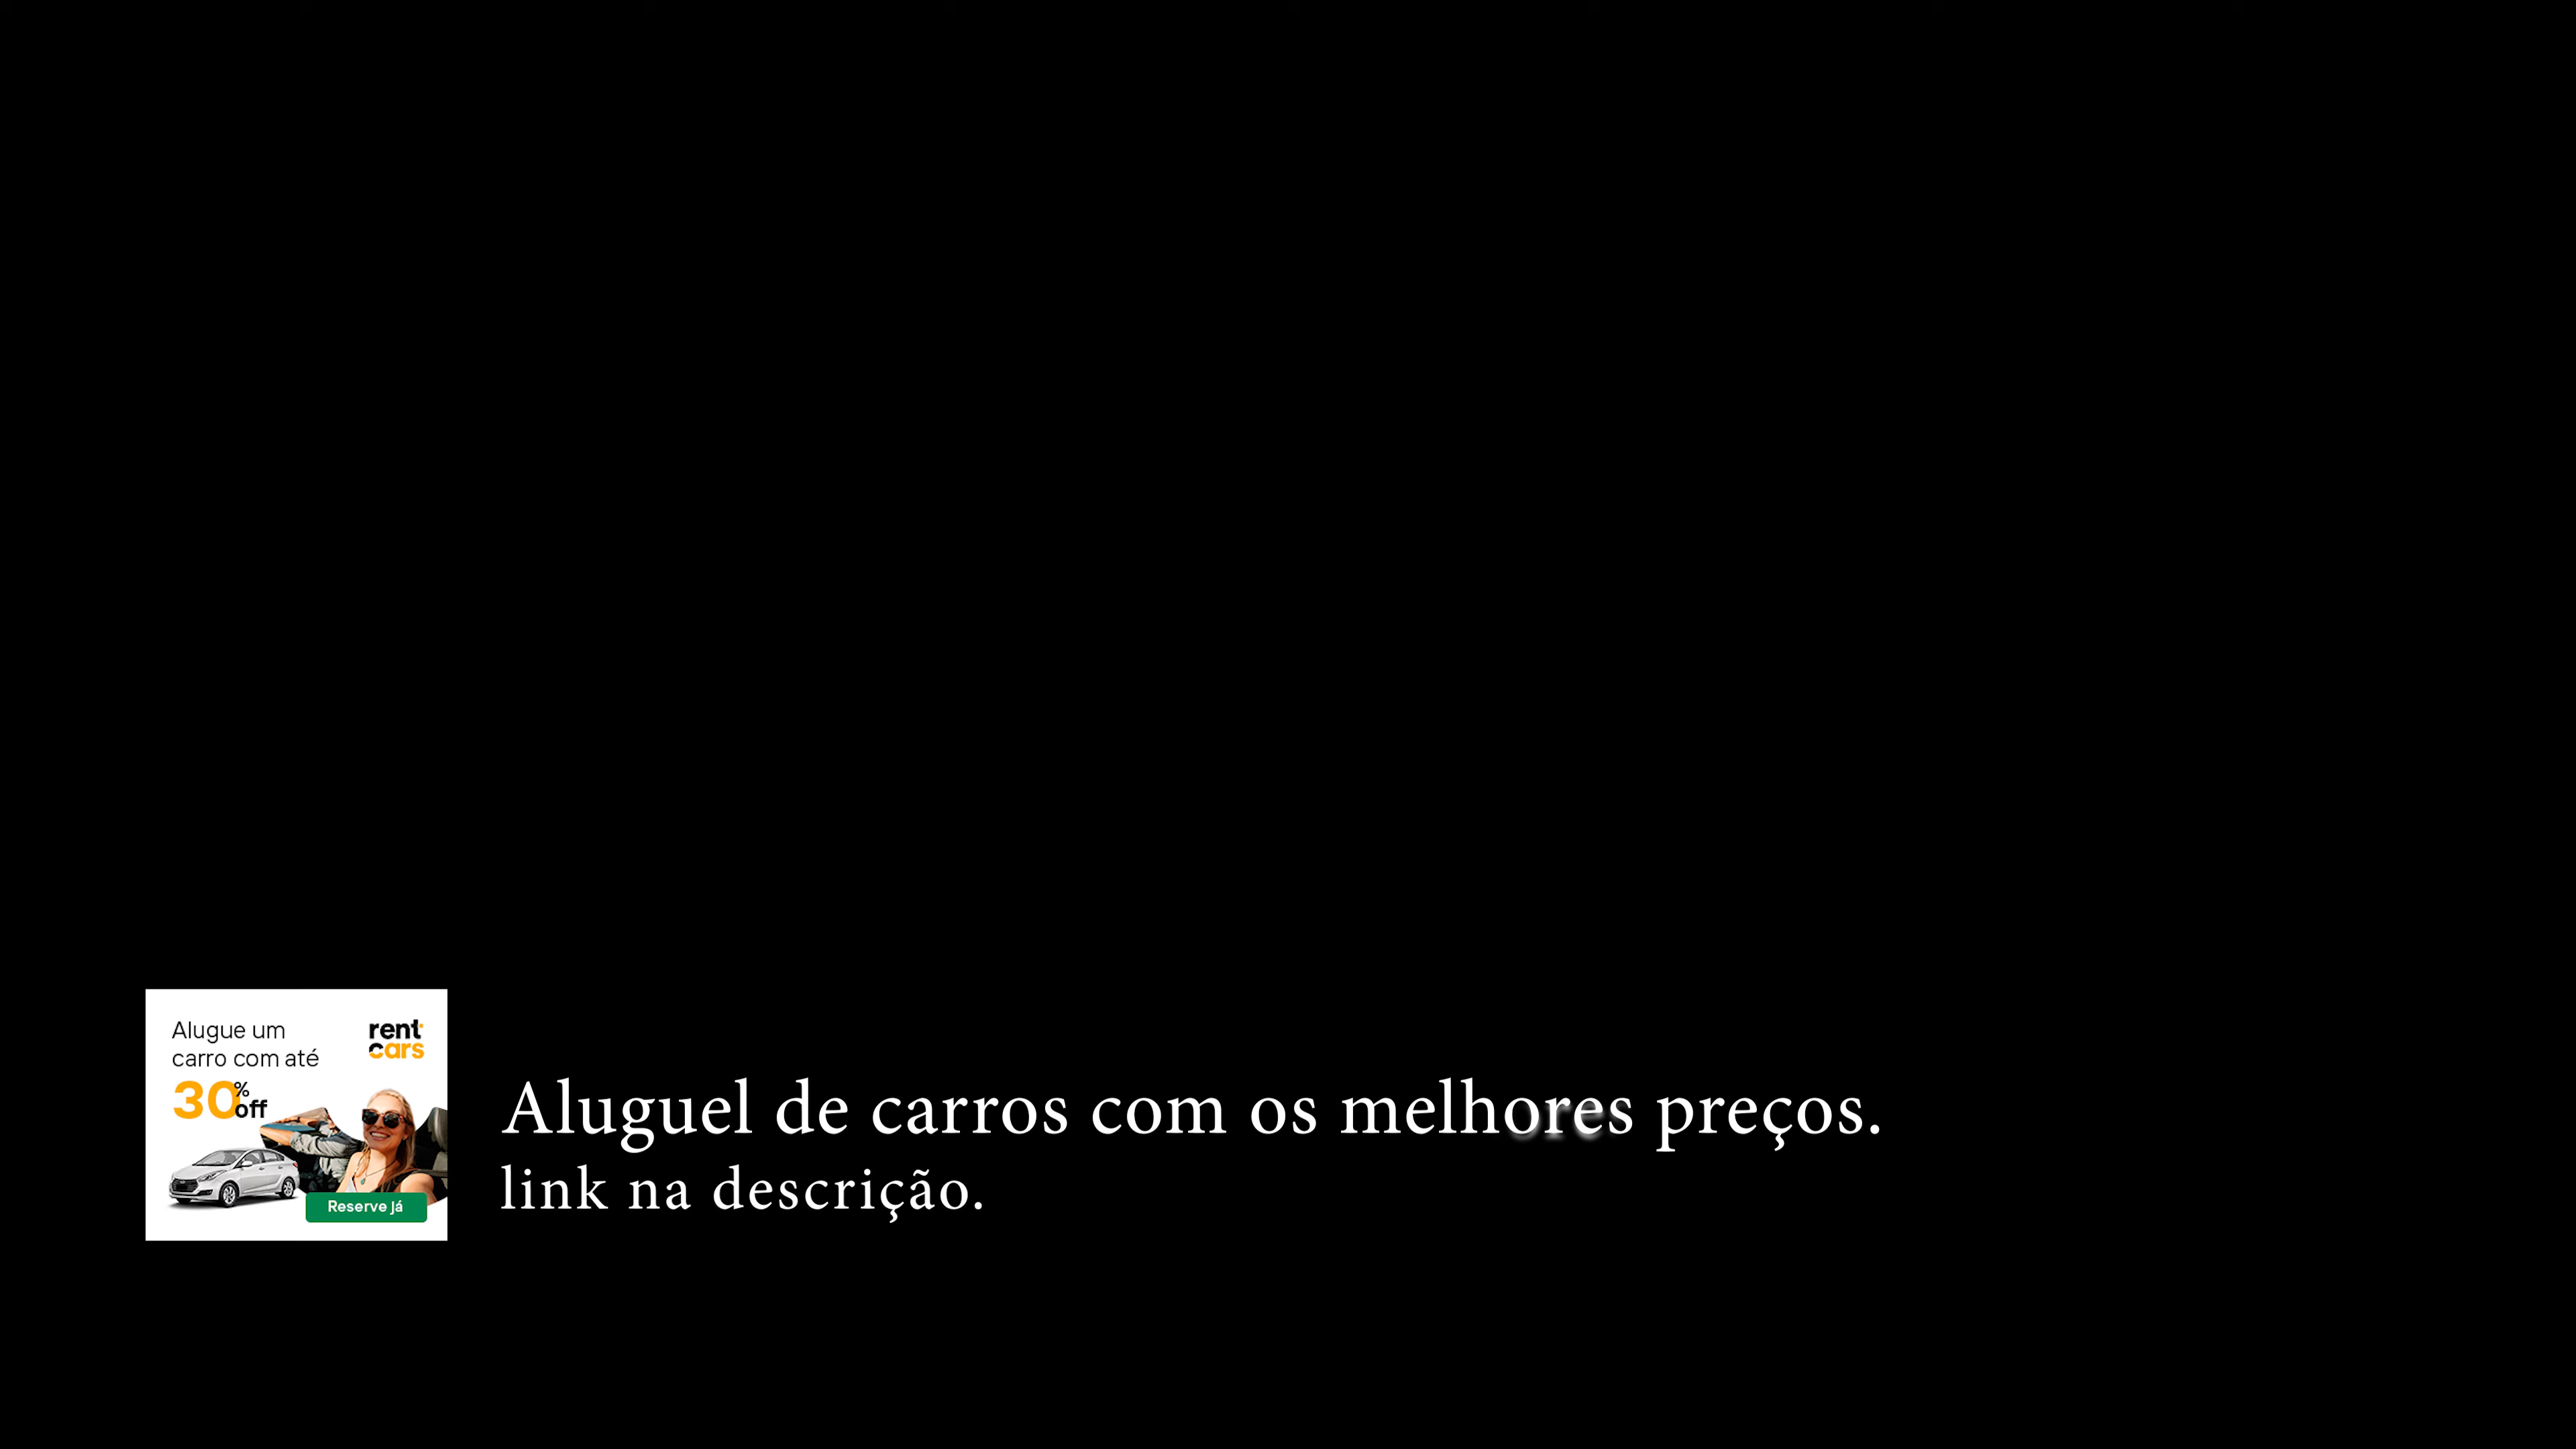 Alugue um
carro com até
30% off
rent cars
Reserve já
Aluguel de carros com os melhores preços.
link na descrição.